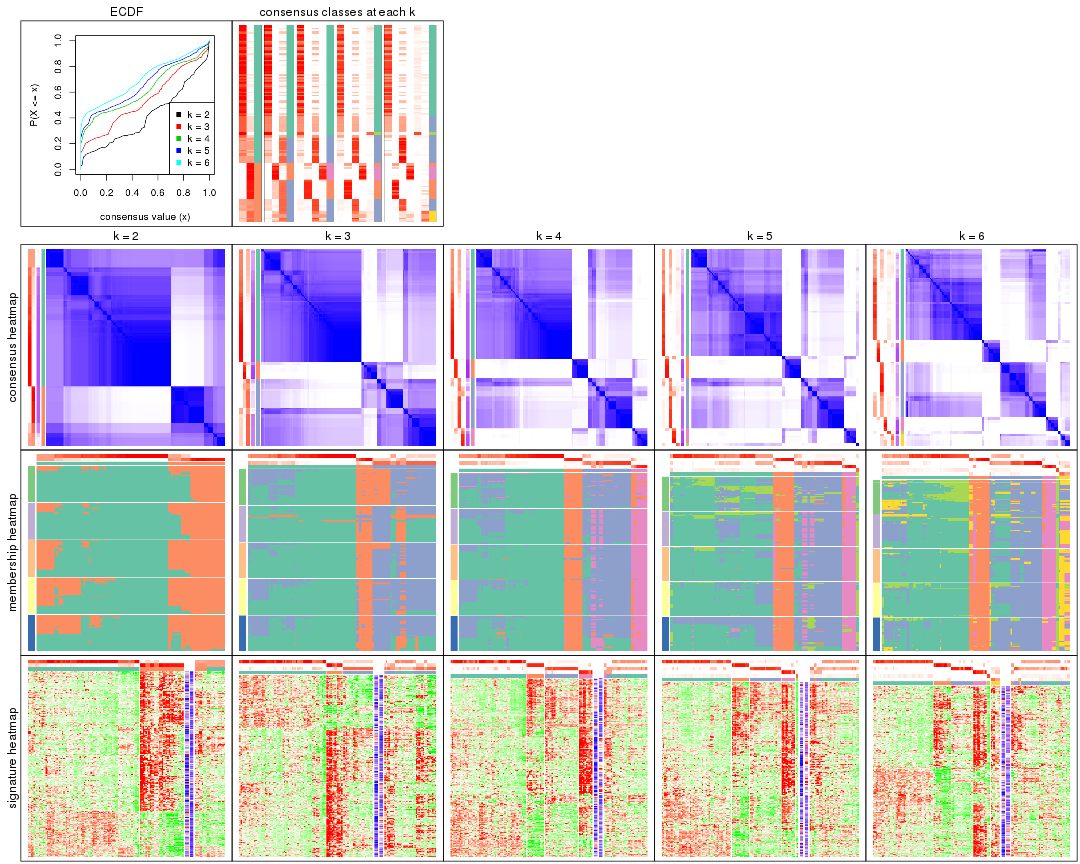 ECDF
consensus classes at each k
P(X <= x)
0.0 0.2 0.4 0.6 0.8 1.0
k = 2
k = 3
k = 4
k = 5
k = 6
0.0 0.2 0.4 0.6 0.8 1.0
consensus value (x)
k = 2 k = 3 k = 4 k = 5 k = 6
consensus heatmap
membership heatmap
signature heatmap